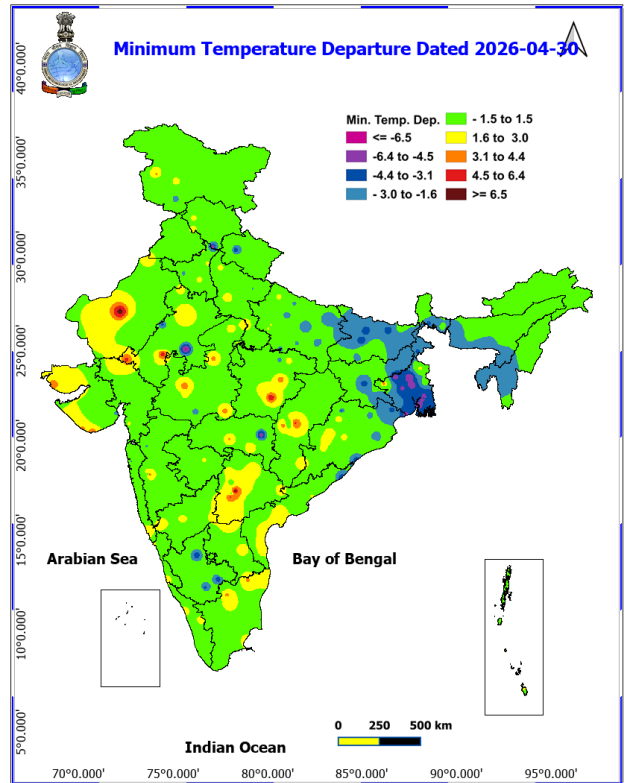 Minimum Temperature Departure Dated 2026-04-30
Min. Temp. Dep.
<= -6.5
-6.4 to -4.5
-4.4 to -3.1
- 3.0 to -1.6
- 1.5 to 1.5
1.6 to 3.0
3.1 to 4.4
4.5 to 6.4
>= 6.5
40°0.000'
35°0.000'
30°0.000'
25°0.000'
20°0.000'
15°0.000'
10°0.000'
5°0.000'
Arabian Sea
Bay of Bengal
Indian Ocean
0 250 500 km
70°0.000' 75°0.000' 80°0.000' 85°0.000' 90°0.000' 95°0.000'